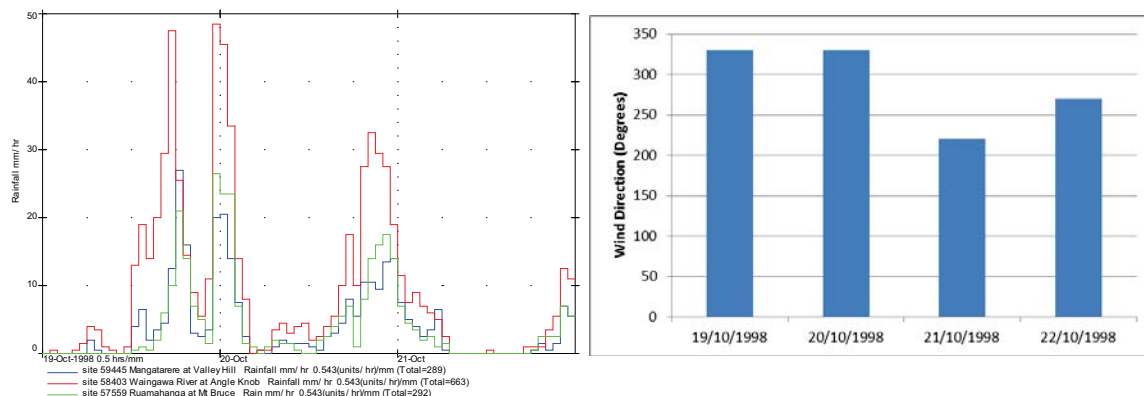 50
40
30
20
10
0
Rainfall mm/ hr
19-Oct-1998 0.5 hrs/mm
20-Oct
21-Oct
site 59445 Mangatarere at Valley Hill Rainfall mm/ hr 0.543(units/ hr)/mm (Total=289)
site 58403 Waingawa River at Angle Knob Rainfall mm/ hr 0.543(units/ hr)/mm (Total=663)
site 57559 Ruamahanga at Mt Bruce Rain mm/ hr 0.543(units/ hr)/mm (Total=292)
350
300
250
200
150
100
50
0
Wind Direction (Degrees)
19/10/1998
20/10/1998
21/10/1998
22/10/1998